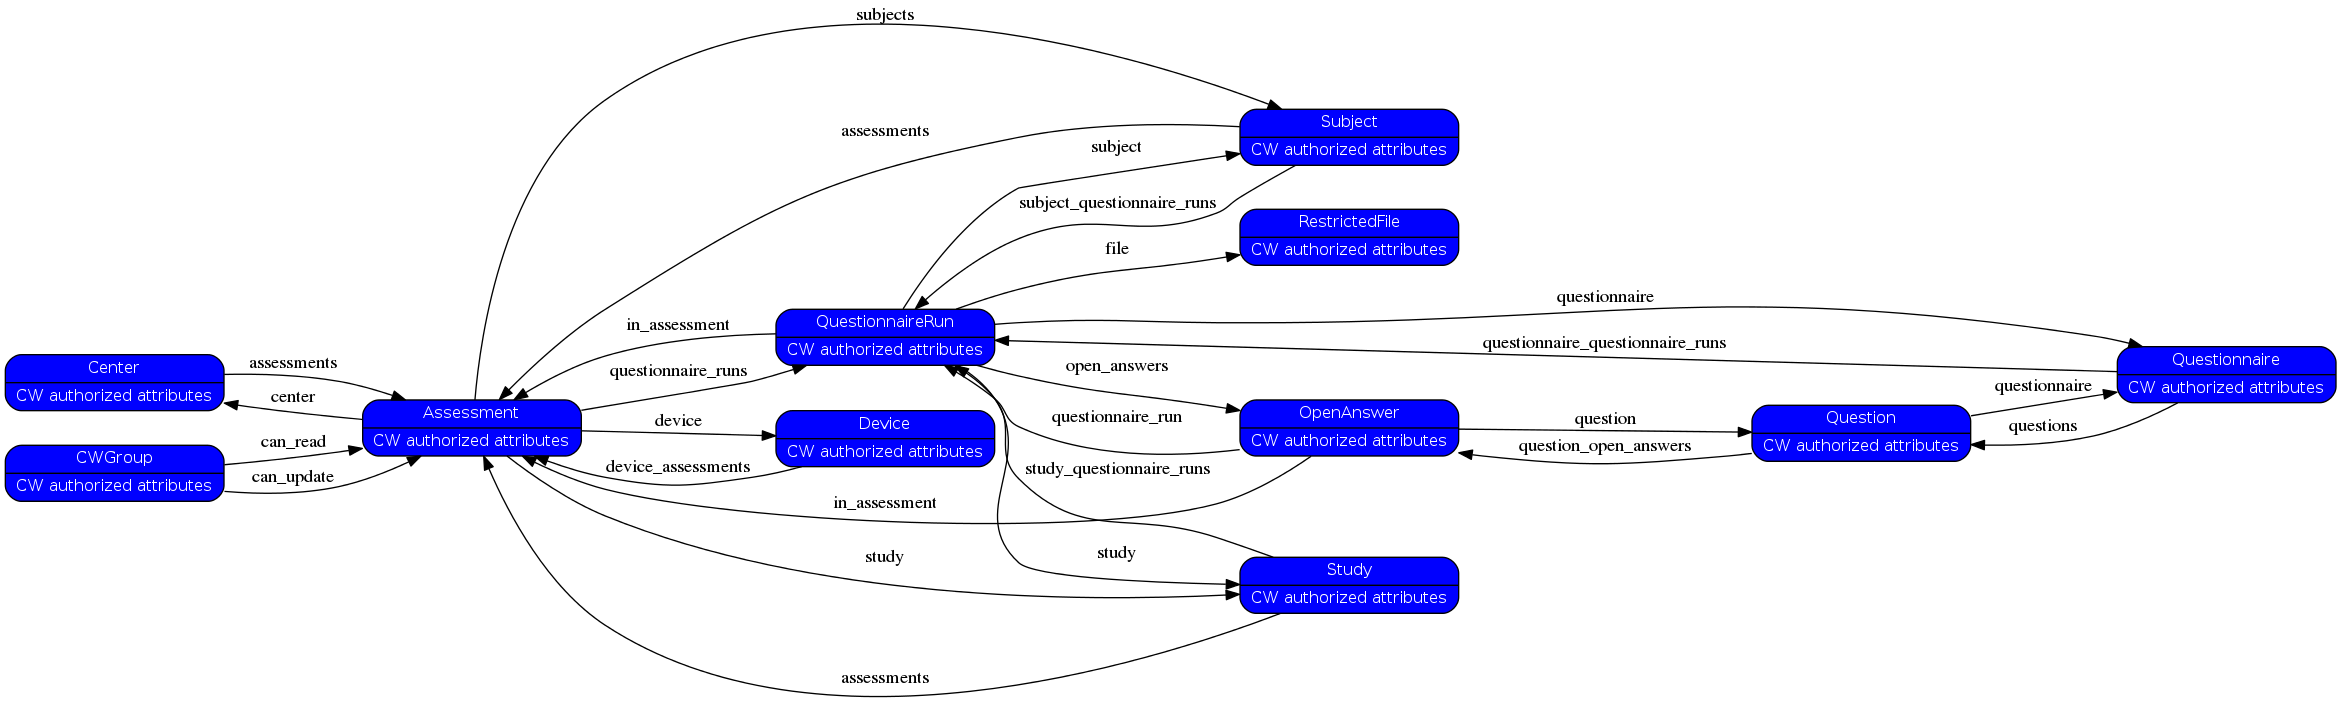 subjects
Subject
CW authorized attributes
assessments
subject
subject_questionnaire_runs
RestrictedFile
CW authorized attributes
file
questionnaire
QuestionnaireRun
CW authorized attributes
in_assessment
questionnaire_questionnaire_runs
Questionnaire
CW authorized attributes
Center
CW authorized attributes
assessments
center
questionnaire_runs
open_answers
questionnaire
Assessment
CW authorized attributes
device
Device
CW authorized attributes
questionnaire_run
OpenAnswer
CW authorized attributes
question
Question
CW authorized attributes
questions
question_open_answers
CWGroup
CW authorized attributes
can_read
can_update
device_assessments
study_questionnaire_runs
in_assessment
study
study
Study
CW authorized attributes
assessments